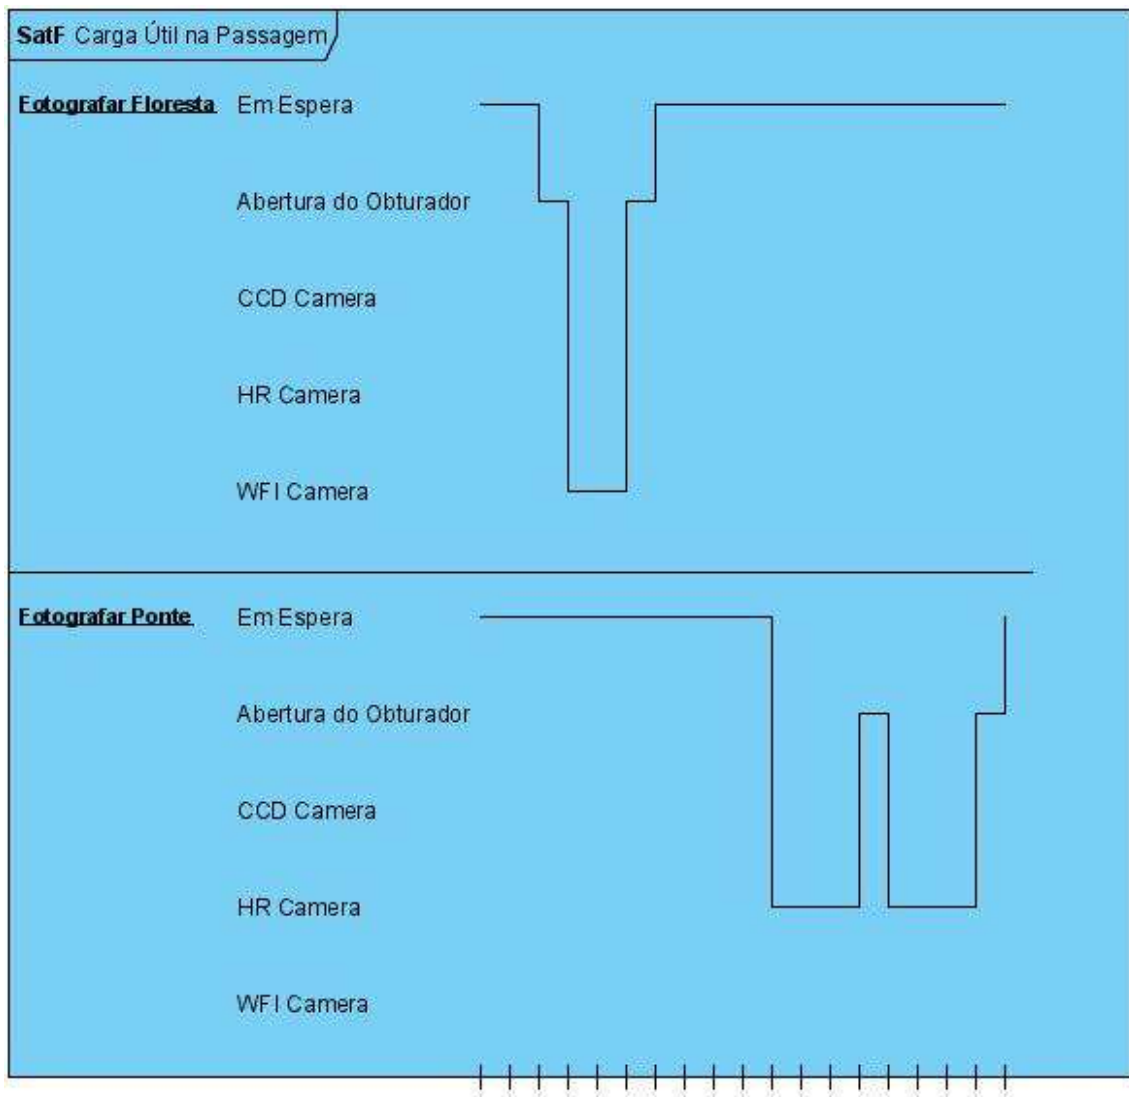 SatF Carga Útil na Passagem
Fotografar Floresta Em Espera
Abertura do Obturador
CCD Camera
HR Camera
WFI Camera
Fotografar Ponte Em Espera
Abertura do Obturador
CCD Camera
HR Camera
WFI Camera